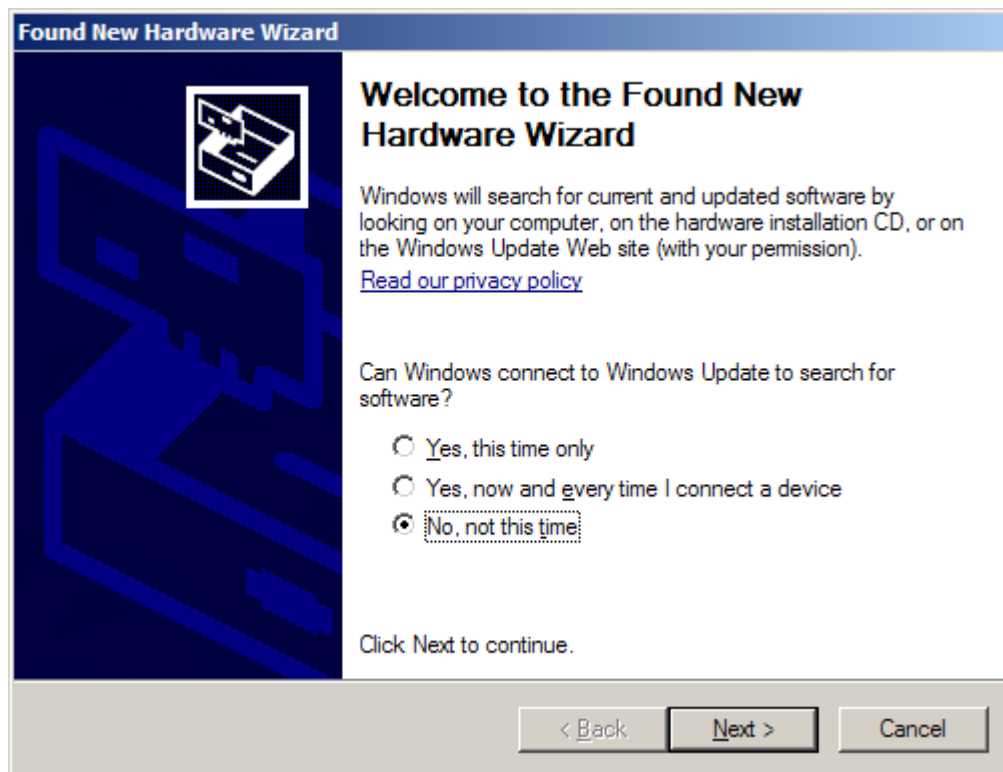 Found New Hardware Wizard
Welcome to the Found New
Hardware Wizard
Windows will search for current and updated software by
looking on your computer, on the hardware installation CD, or on
the Windows Update Web site (with your permission).
Read our privacy policy
Can Windows connect to Windows Update to search for
software?
Yes, this time only
Yes, now and every time I connect a device
No, not this time
Click Next to continue.
< Back
Next >
Cancel